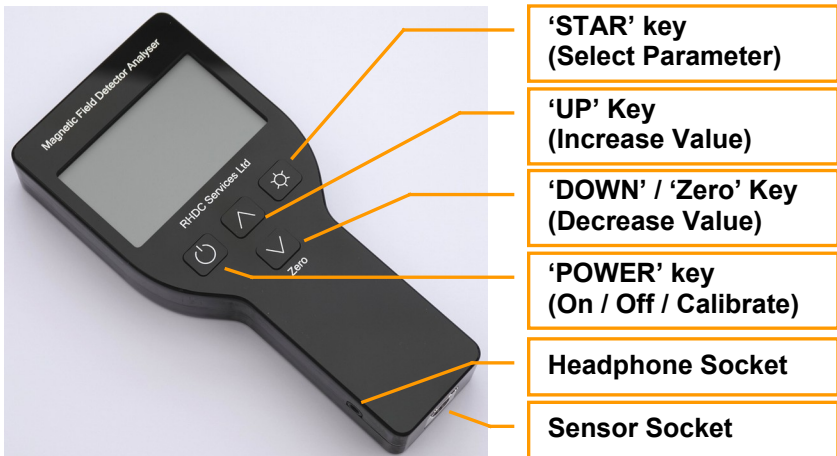 Magnetic Field Detector Analyser
RHDC Services Ltd
Zero
‘STAR’ key
(Select Parameter)
‘UP’ Key
(Increase Value)
‘DOWN’ / ‘Zero’ Key
(Decrease Value)
‘POWER’ key
(On / Off / Calibrate)
Headphone Socket
Sensor Socket